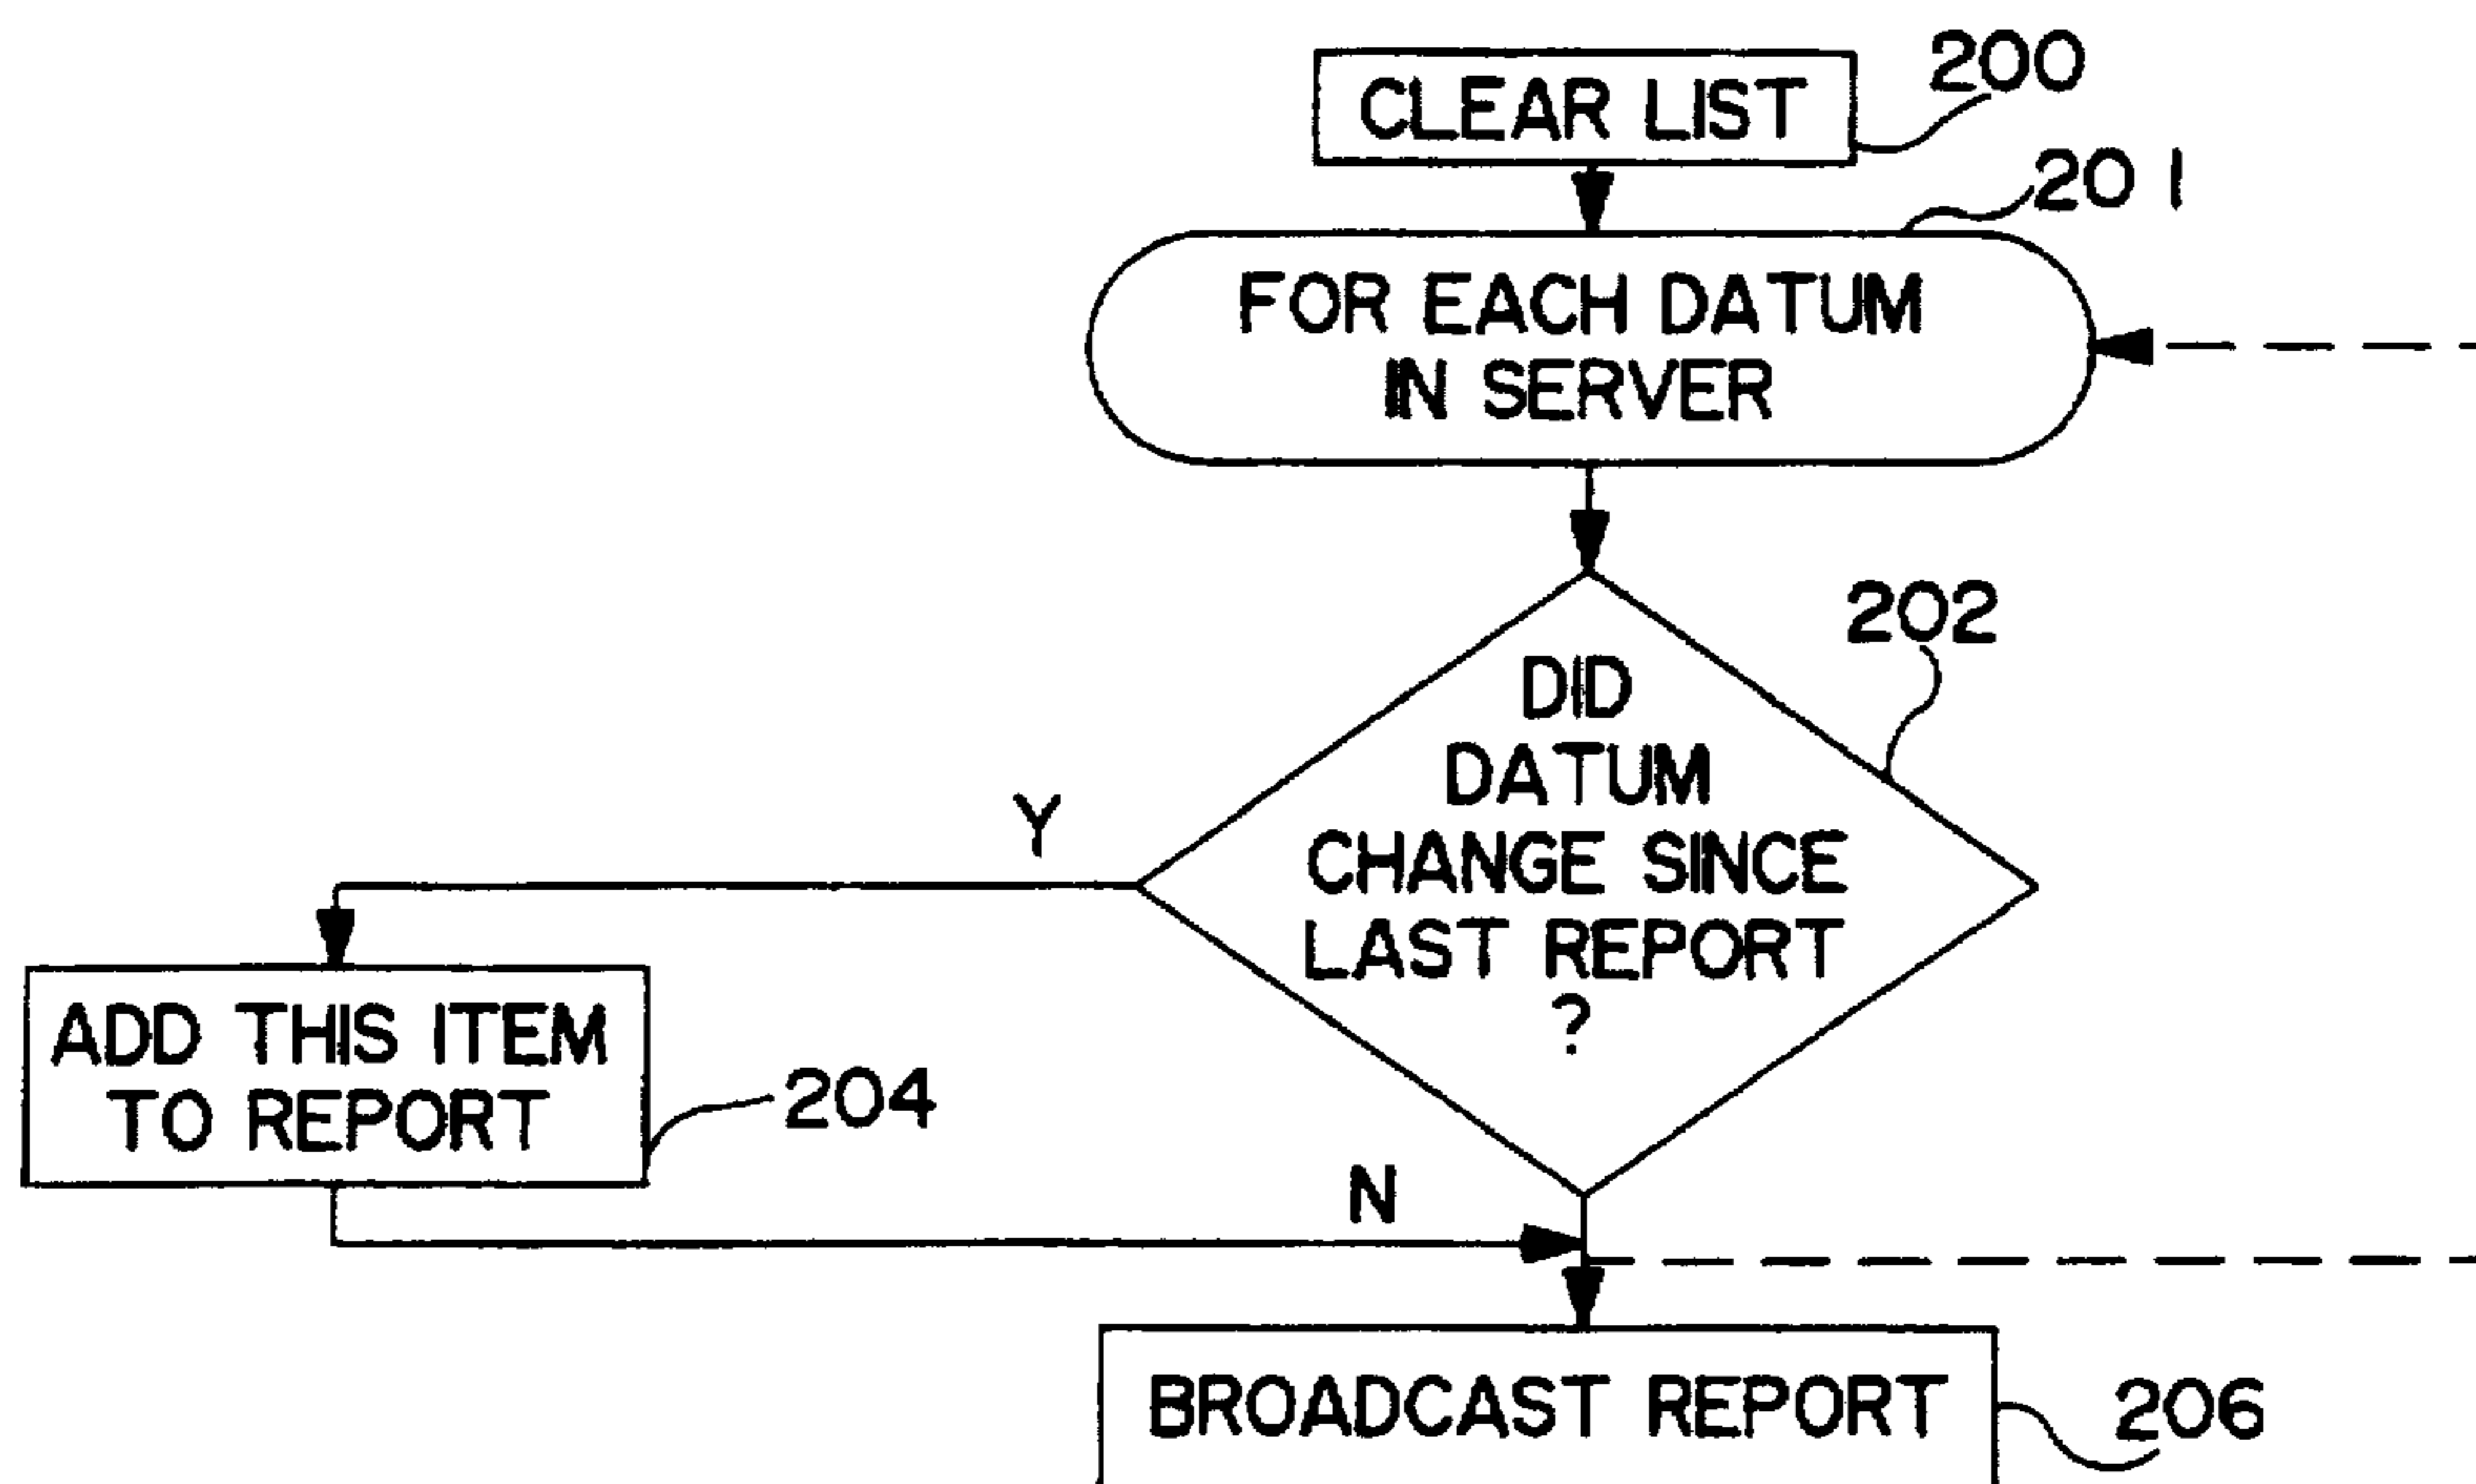 CLEAR LIST
200
201
FOR EACH DATUM
IN SERVER
202
DID
DATUM
CHANGE SINCE
LAST REPORT
?
Y
ADD THIS ITEM
TO REPORT
204
N
BROADCAST REPORT
206